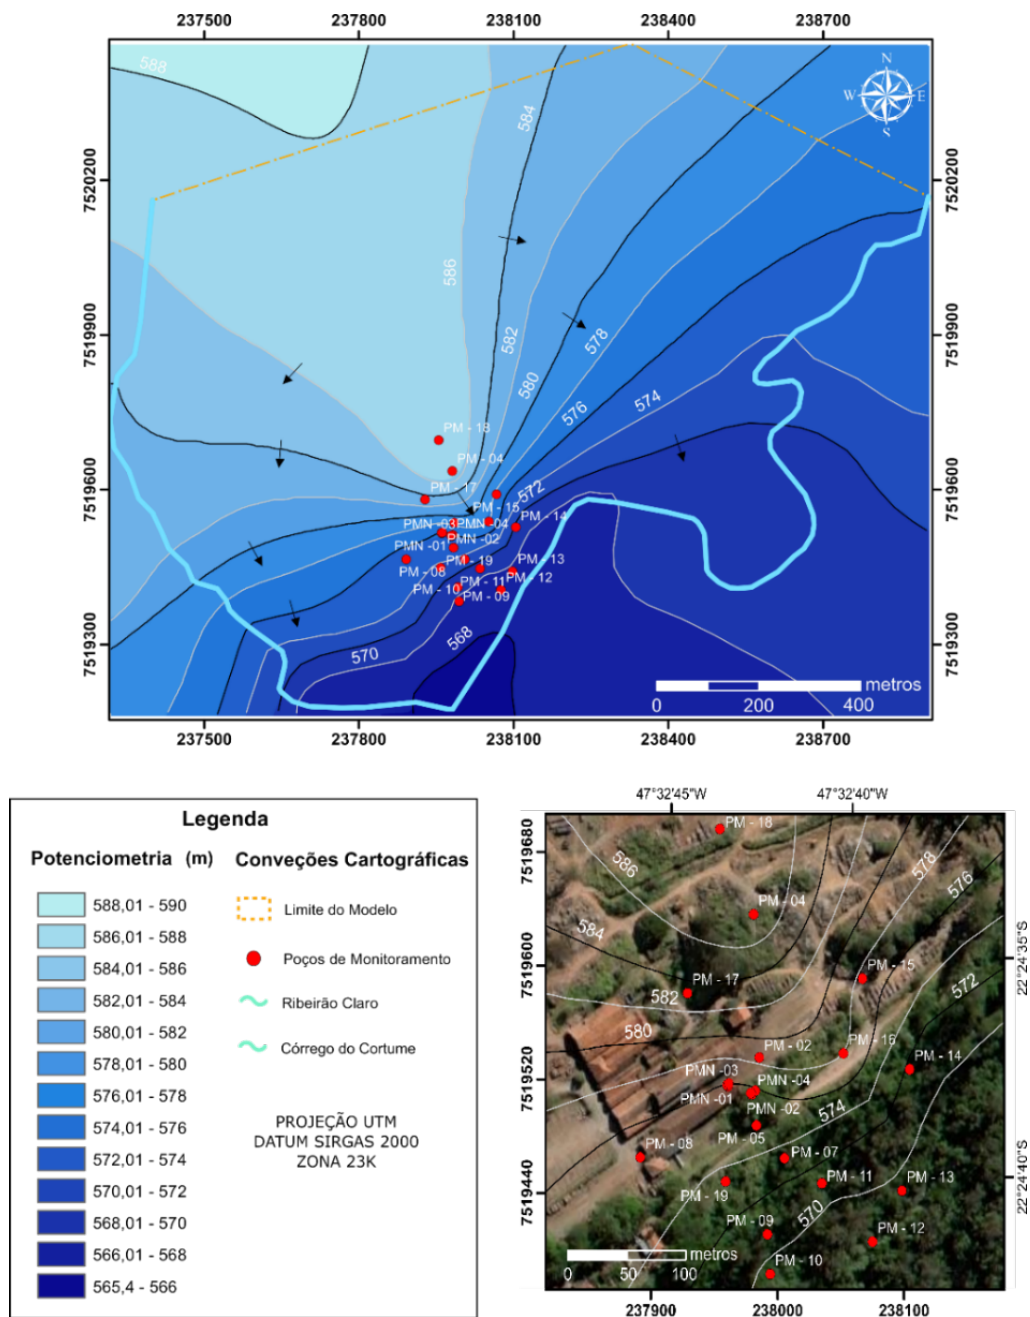 237500 237800 238100 238400 238700
588
584
N
W E
S
7520200
7520200
586
582
578
580
576
574
7519900
7519900
PM - 18
PM - 04
PM - 17
572
7519600
7519600
PM - 15
PM - 14
PMN -03 PMN -04
PMN -01 PMN -02
PM - 19
PM - 13
PM - 08
PM - 12
PM - 10 PM - 11
PM - 09
568
570
7519300
7519300
metros
0 200 400
237500 237800 238100 238400 238700
Legenda
Potenciometria (m)
588,01 - 590
586,01 - 588
584,01 - 586
582,01 - 584
580,01 - 582
578,01 - 580
576,01 - 578
574,01 - 576
572,01 - 574
570,01 - 572
568,01 - 570
566,01 - 568
565,4 - 566
Conveções Cartográficas
Limite do Modelo
Poços de Monitoramento
Ribeirão Claro
Córrego do Cortume
PROJEÇÃO UTM
DATUM SIRGAS 2000
ZONA 23K
47°32'45"W 47°32'40"W
7519680
PM - 18
586
578
576
PM - 04
584
22°24'35"S
7519600
PM - 17
PM - 15
582
572
580
PM - 02
PM - 16
PM - 14
7519520
PMN -03
PMN -04
PMN -01
PMN -02
574
PM - 05
PM - 08
PM - 07
22°24'40"S
7519440
PM - 19
PM - 11
PM - 13
570
PM - 09
PM - 12
PM - 10
metros
0 50 100
237900 238000 238100